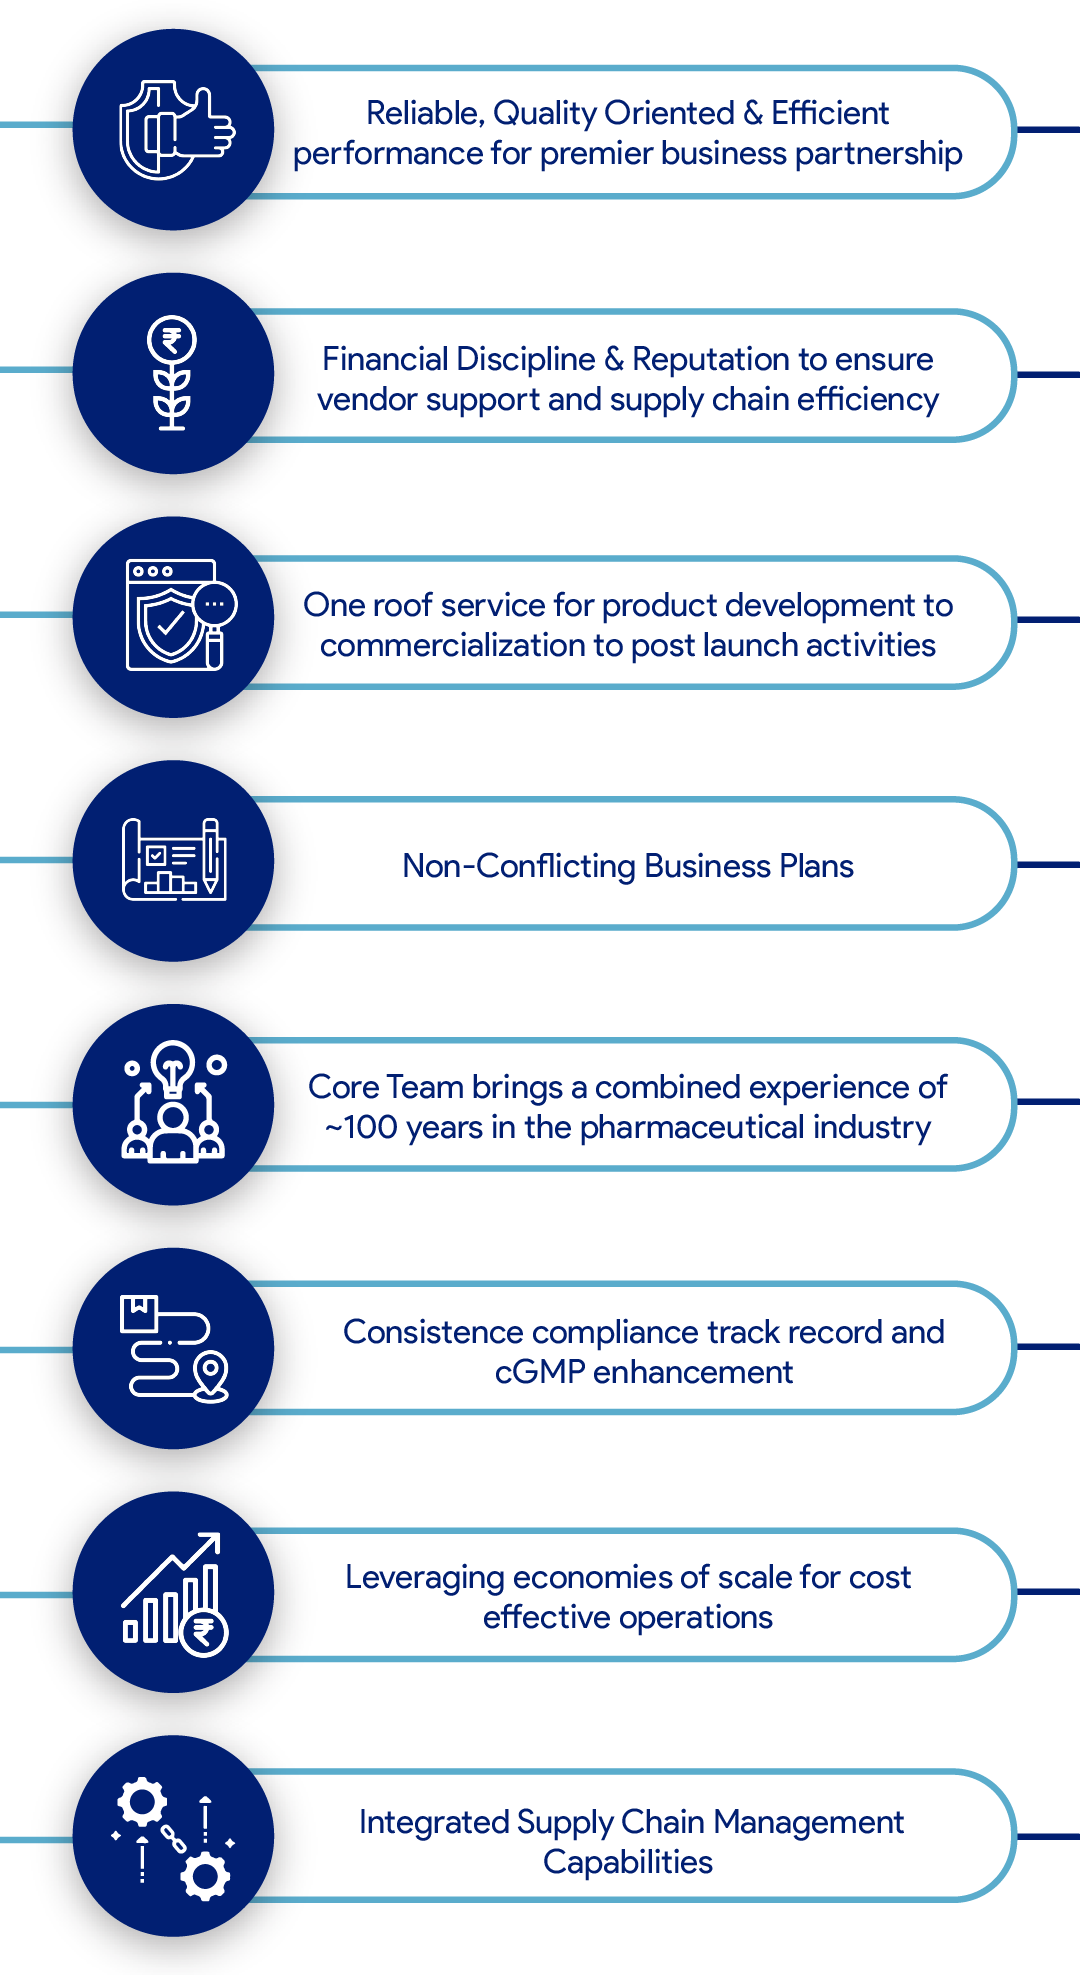 Reliable, Quality Oriented & Efficient
performance for premier business partnership
₹
Financial Discipline & Reputation to ensure
vendor support and supply chain efficiency
One roof service for product development to
commercialization to post launch activities
Non-Conflicting Business Plans
Core Team brings a combined experience of
~100 years in the pharmaceutical industry
Consistence compliance track record and
cGMP enhancement
₹
Leveraging economies of scale for cost
effective operations
Integrated Supply Chain Management
Capabilities